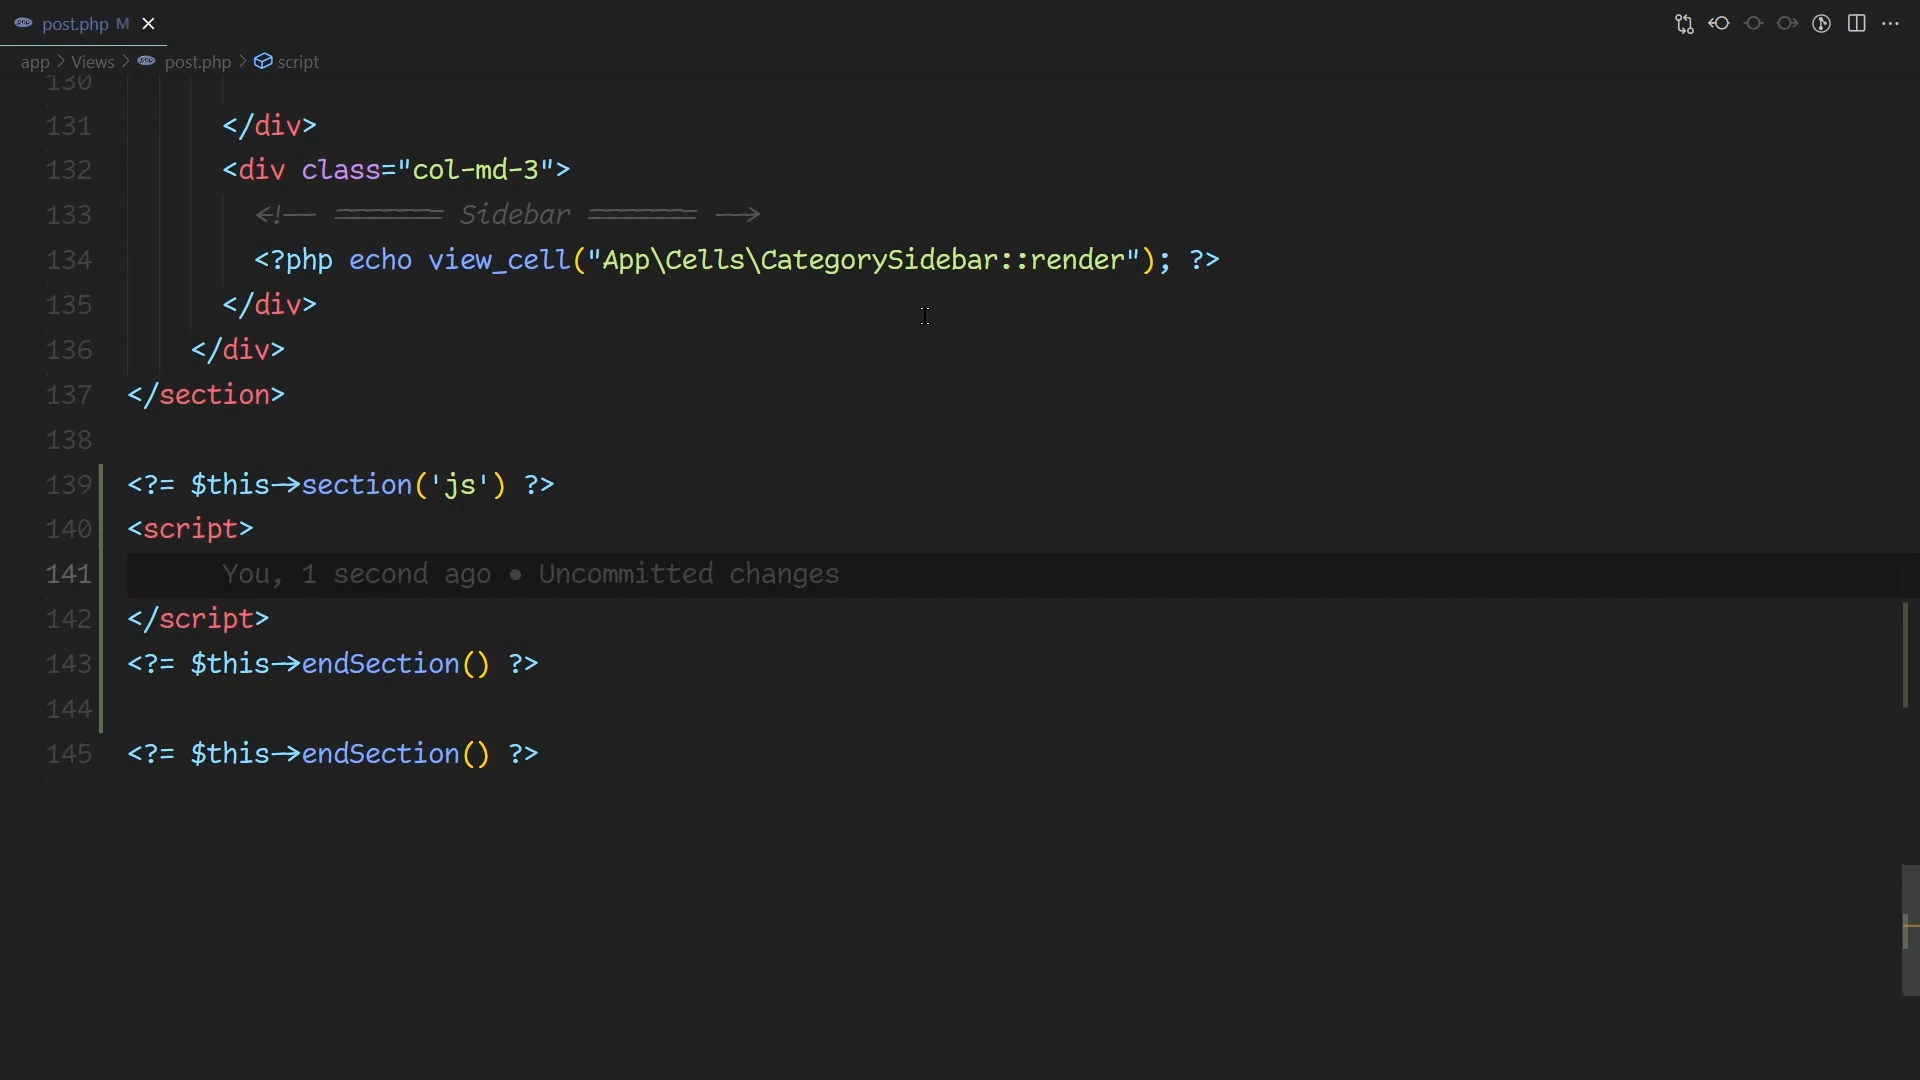 post.php M
app > Views > post.php > script
130
131 </div>
132 <div class="col-md-3">
133 <!-- ======= Sidebar ======= -->
134 <?php echo view_cell("App\Cells\CategorySidebar::render"); ?>
135 </div>
136 </div>
137 </section>
138
139 <?= $this->section('js') ?>
140 <script>
141 You, 1 second ago • Uncommitted changes
142 </script>
143 <?= $this->endSection() ?>
144
145 <?= $this->endSection() ?>